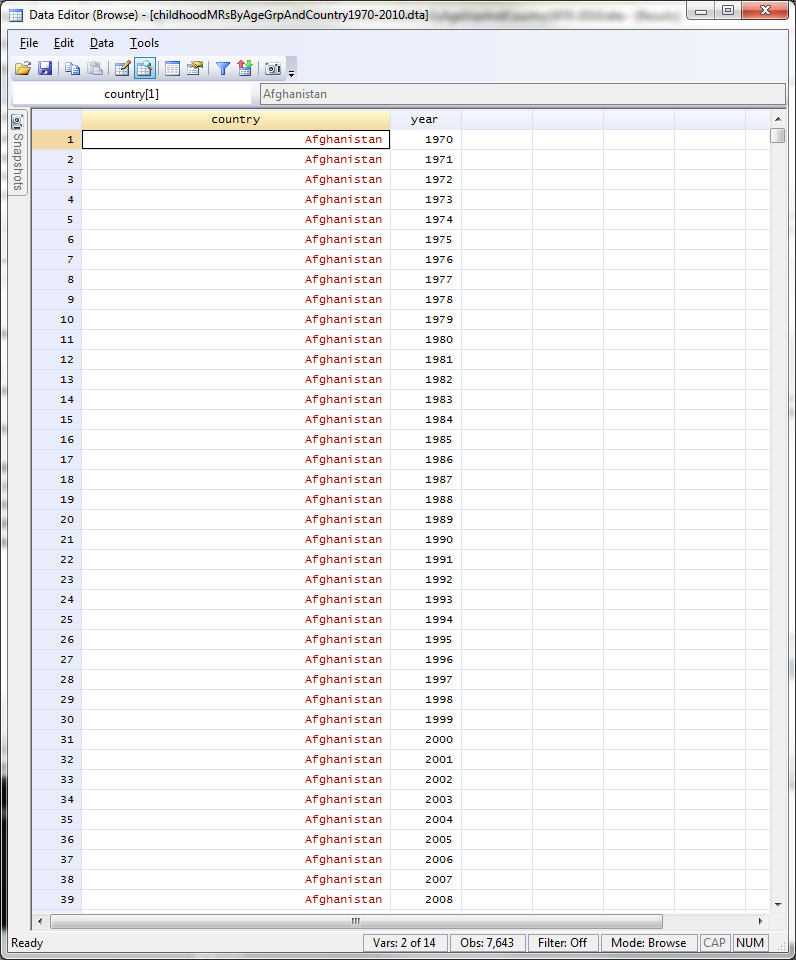 Data Editor (Browse) - [childhoodMRsByAgeGrpAndCountry1970-2010.dta]
File Edit Data Tools
country[1] Afghanistan
Snapshots
country year
1 Afghanistan 1970
2 Afghanistan 1971
3 Afghanistan 1972
4 Afghanistan 1973
5 Afghanistan 1974
6 Afghanistan 1975
7 Afghanistan 1976
8 Afghanistan 1977
9 Afghanistan 1978
10 Afghanistan 1979
11 Afghanistan 1980
12 Afghanistan 1981
13 Afghanistan 1982
14 Afghanistan 1983
15 Afghanistan 1984
16 Afghanistan 1985
17 Afghanistan 1986
18 Afghanistan 1987
19 Afghanistan 1988
20 Afghanistan 1989
21 Afghanistan 1990
22 Afghanistan 1991
23 Afghanistan 1992
24 Afghanistan 1993
25 Afghanistan 1994
26 Afghanistan 1995
27 Afghanistan 1996
28 Afghanistan 1997
29 Afghanistan 1998
30 Afghanistan 1999
31 Afghanistan 2000
32 Afghanistan 2001
33 Afghanistan 2002
34 Afghanistan 2003
35 Afghanistan 2004
36 Afghanistan 2005
37 Afghanistan 2006
38 Afghanistan 2007
39 Afghanistan 2008
Ready Vars: 2 of 14 Obs: 7,643 Filter: Off Mode: Browse CAP NUM